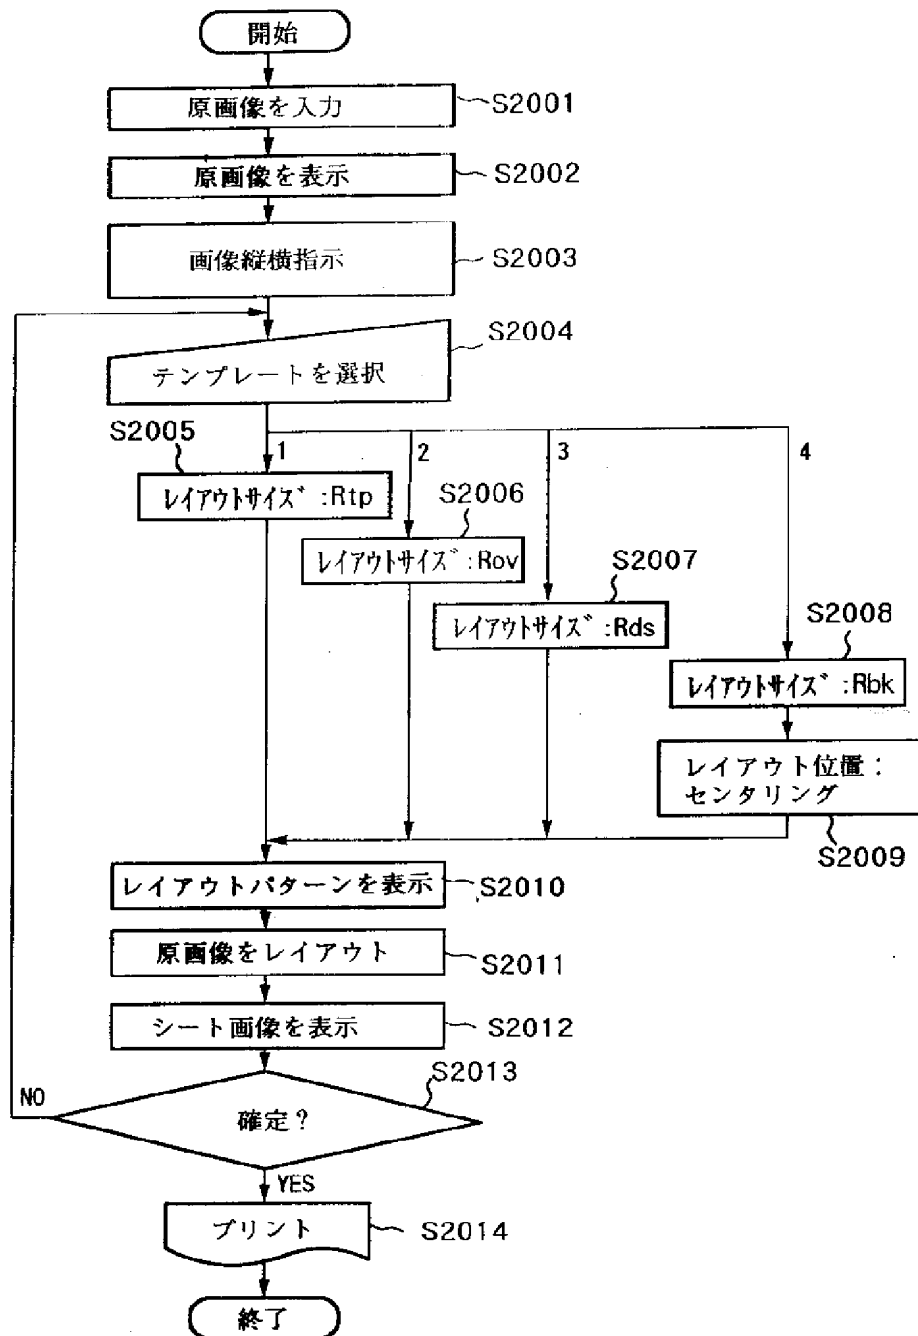 開始
原画像を入力
S2001
原画像を表示
S2002
画像縦横指示
S2003
S2004
テンプレートを選択
S2005
1
2
3
4
レイアウトサイズ:Rtp
S2006
レイアウトサイズ:Rov
S2007
レイアウトサイズ:Rds
S2008
レイアウトサイズ:Rbk
レイアウト位置:
センタリング
S2009
レイアウトパターンを表示
S2010
原画像をレイアウト
S2011
シート画像を表示
S2012
S2013
NO
確定?
YES
プリント
S2014
終了